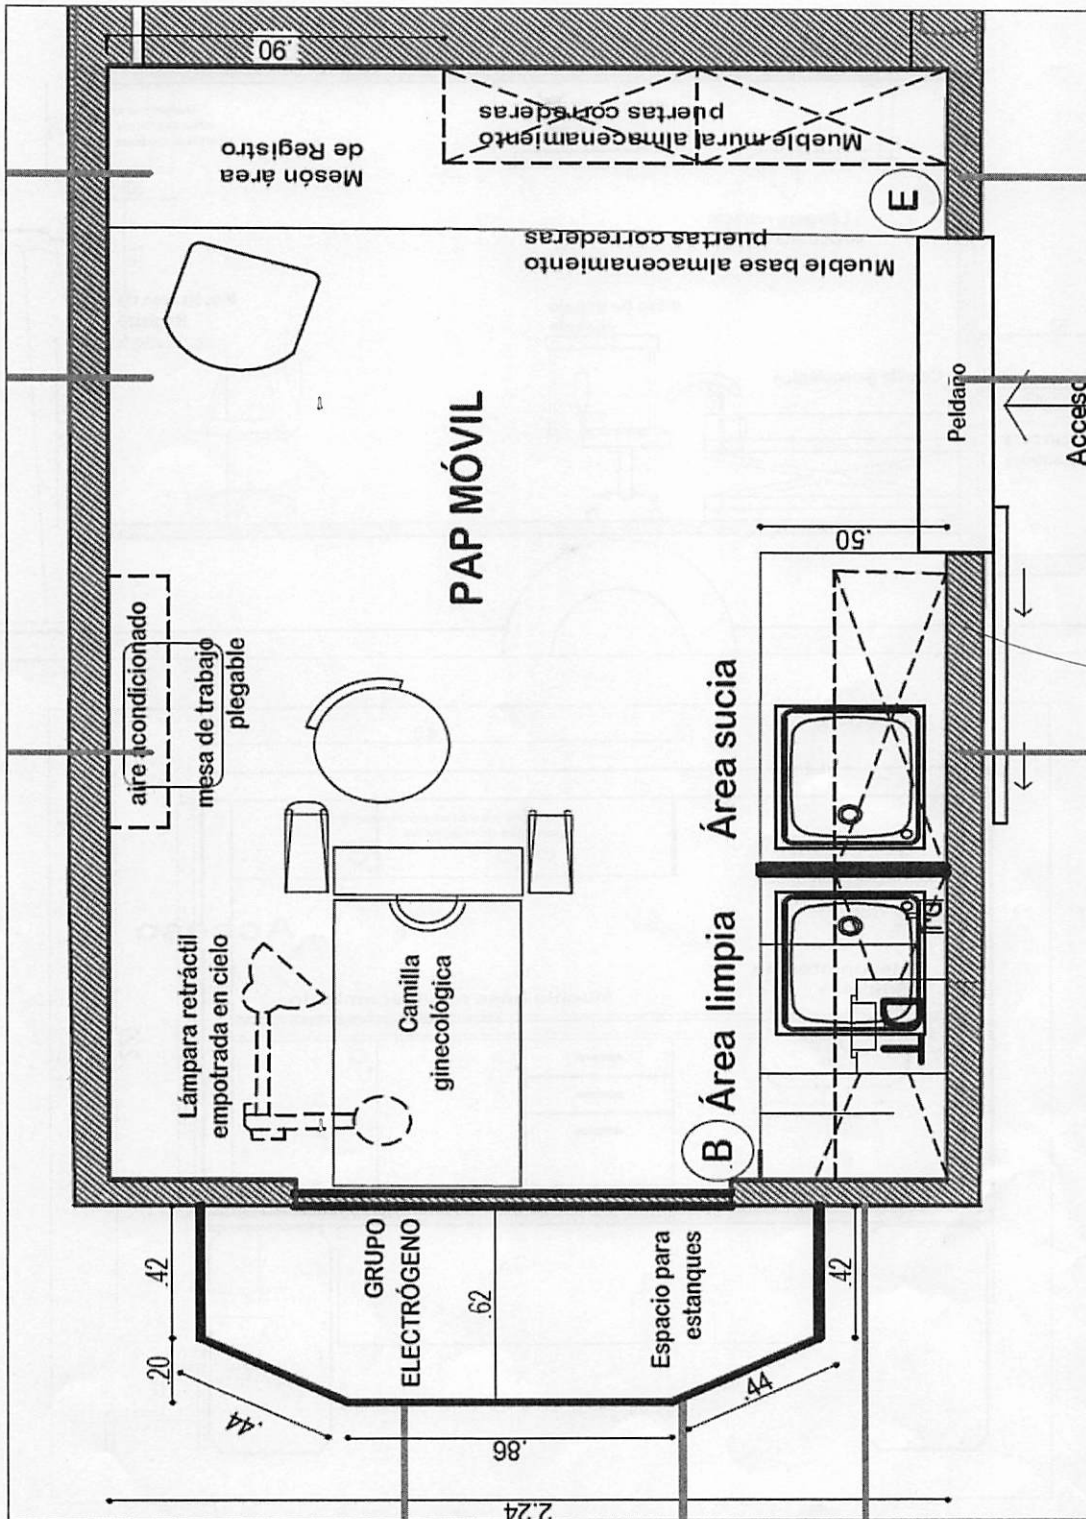 .90
Mesón área
de Registro
Mueble mural almacenamiento
puertas correderas
E
Mueble base almacenamiento
puertas correderas
Peldaño
Acceso
PAP MÓVIL
.50
aire acondicionado
mesa de trabajo
plegable
Área sucia
Lámpara retráctil
empotrada en cielo
Camilla
ginecológica
Área limpia
B
.42
.20
.44
GRUPO
ELECTRÓGENO
.62
Espacio para
estanques
.42
.44
.86
2.24